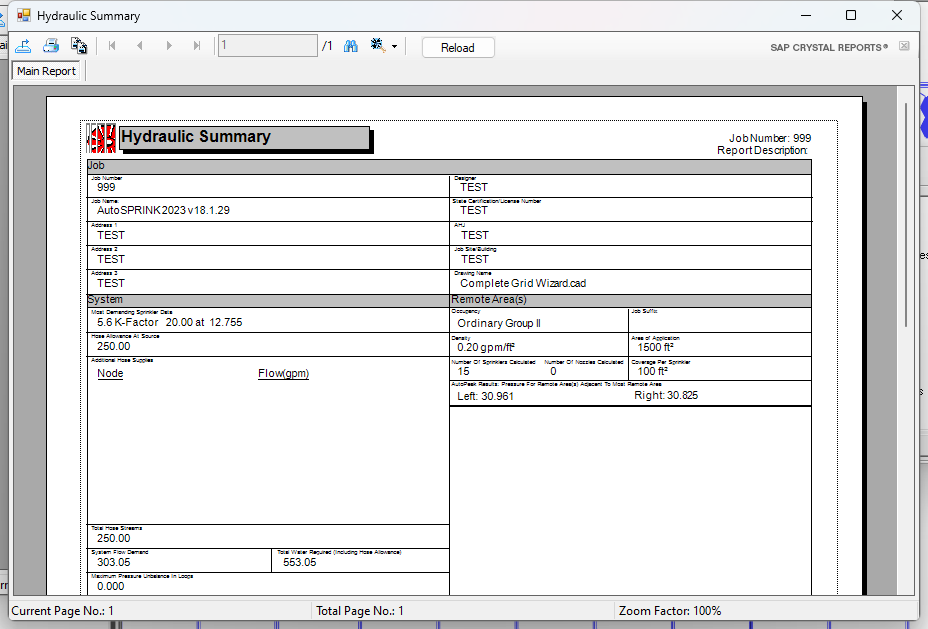 Hydraulic Summary
1 /1 Reload SAP CRYSTAL REPORTS®
Main Report
Hydraulic Summary
Job Number: 999
Report Description:
Job
Job Number
999
Designer
TEST
Job Name:
AutoSPRINK 2023 v18.1.29
State Certification/License Number
TEST
Address 1
TEST
AHJ
TEST
Address 2
TEST
Job Site/Building
TEST
Address 3
TEST
Drawing Name
Complete Grid Wizard.cad
System
Remote Area(s)
Most Demanding Sprinkler Data
5.6 K-Factor 20.00 at 12.755
Occupancy
Ordinary Group II
Job Suffix
Hose Allowance At Source
250.00
Density
0.20 gpm/ft²
Area of Application
1500 ft²
Additional Hose Supplies
Node Flow(gpm)
Number Of Sprinklers Calculated
15
Number Of Nozzles Calculated
0
Coverage Per Sprinkler
100 ft²
AutoPeak Results: Pressure For Remote Area(s) Adjacent To Most Remote Area
Left: 30.961 Right: 30.825
Total Hose Streams
250.00
System Flow Demand
303.05
Total Water Required (Including Hose Allowance)
553.05
Maximum Pressure Unbalance In Loops
0.000
Current Page No.: 1 Total Page No.: 1 Zoom Factor: 100%